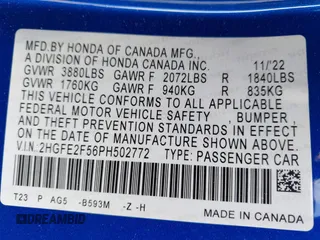 MFD.BY HONDA OF CANADA MFG.,
A DIVISION OF HONDA CANADA INC. 11/'22
GVWR 3880LBS GAWR F 2072LBS R 1840LBS
GVWR 1760KG GAWR F 940KG R 835KG
THIS VEHICLE CONFORMS TO ALL APPLICABLE
FEDERAL MOTOR VEHICLE SAFETY , BUMPER ,
AND THEFT PREVENTION STANDARDS IN
EFFECT ON THE DATE OF MANUFACTURE
SHOWN ABOVE.
V.I.N.:2HGFE2F56PH502772 TYPE: PASSENGER CAR
T23 P AG5 -B593M -Z -H MADE IN CANADA
DREAMBID